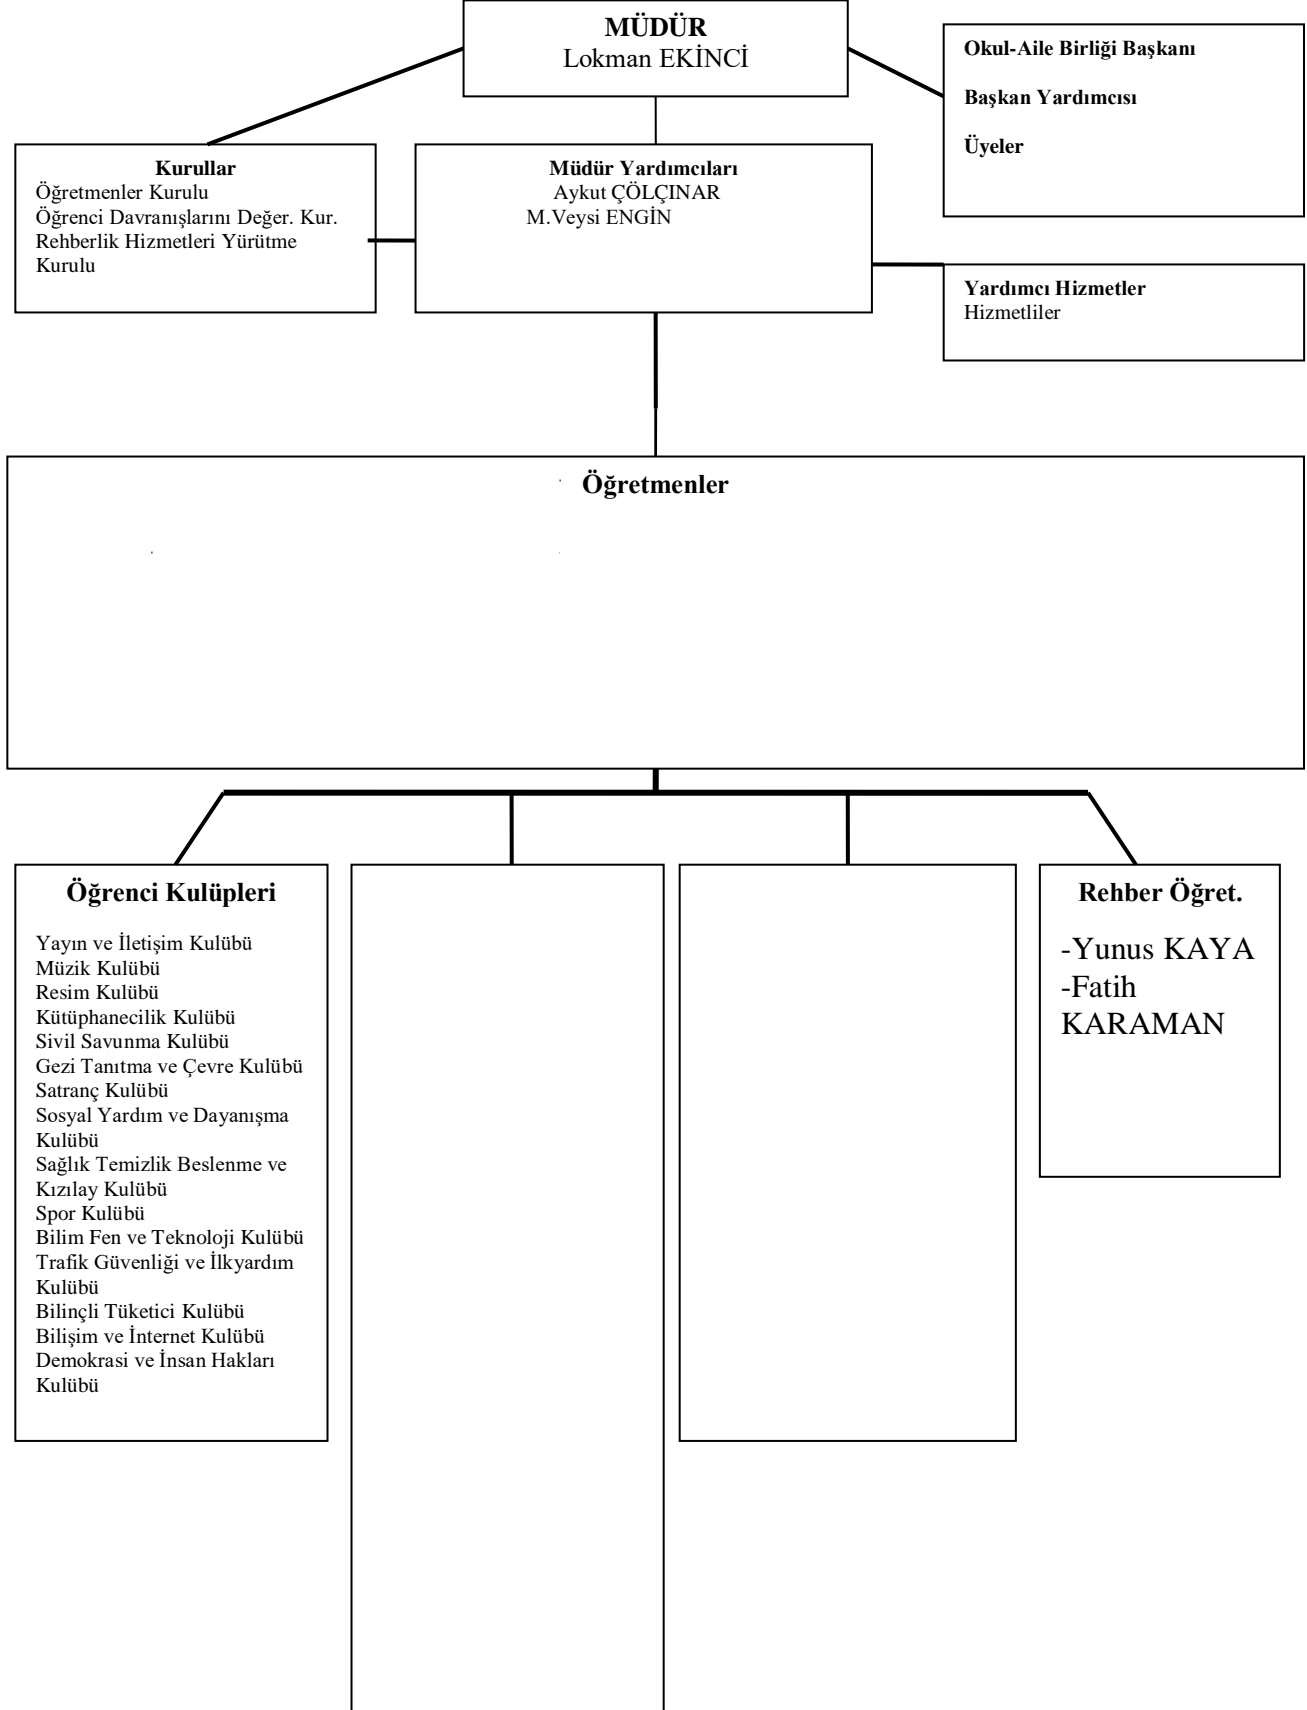 MÜDÜR
Lokman EKİNCİ
Okul-Aile Birliği Başkanı
Başkan Yardımcısı
Üyeler
Kurullar
Öğretmenler Kurulu
Öğrenci Davranışlarını Değer. Kur.
Rehberlik Hizmetleri Yürütme
Kurulu
Müdür Yardımcıları
Aykut ÇÖLÇINAR
M.Veysi ENGİN
Yardımcı Hizmetler
Hizmetliler
Öğretmenler
Öğrenci Kulüpleri
Yayın ve İletişim Kulübü
Müzik Kulübü
Resim Kulübü
Kütüphanecilik Kulübü
Sivil Savunma Kulübü
Gezi Tanıtma ve Çevre Kulübü
Satranç Kulübü
Sosyal Yardım ve Dayanışma
Kulübü
Sağlık Temizlik Beslenme ve
Kızılay Kulübü
Spor Kulübü
Bilim Fen ve Teknoloji Kulübü
Trafik Güvenliği ve İlkyardım
Kulübü
Bilinçli Tüketici Kulübü
Bilişim ve İnternet Kulübü
Demokrasi ve İnsan Hakları
Kulübü
Rehber Öğret.
-Yunus KAYA
-Fatih
KARAMAN